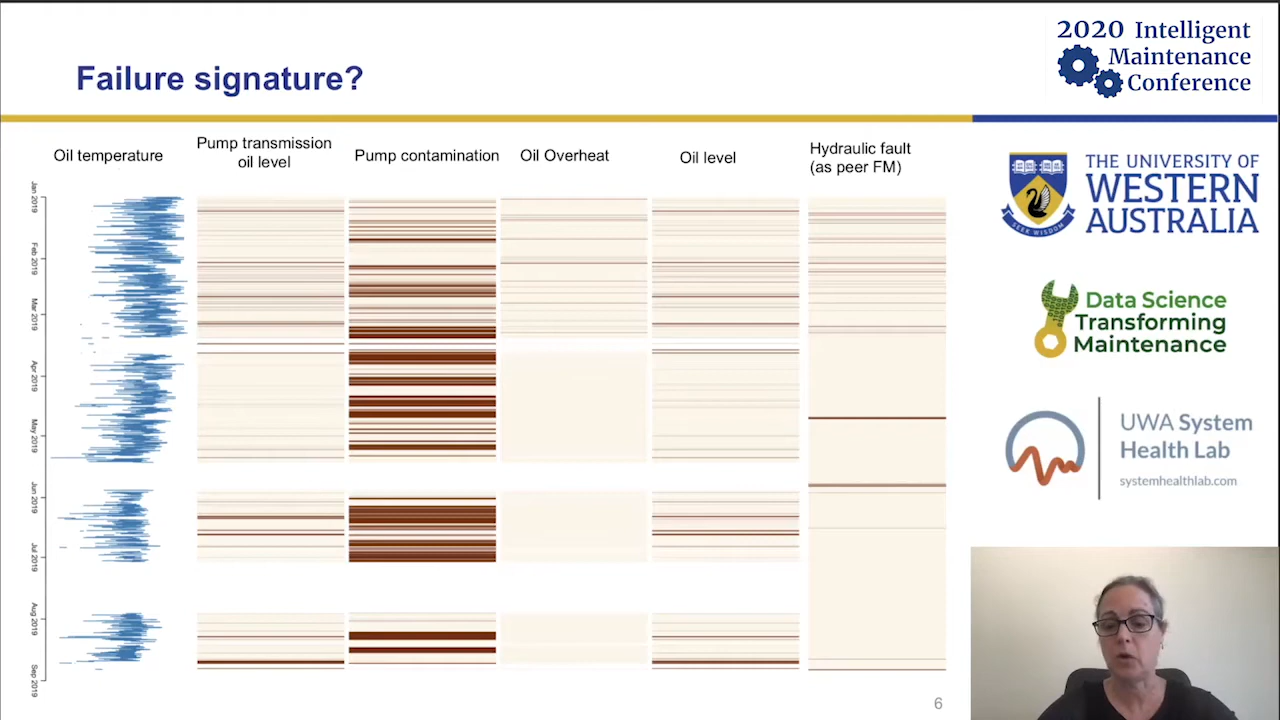 2020 Intelligent
Maintenance
Conference
Failure signature?
Oil temperature
Pump transmission
oil level
Pump contamination
Oil Overheat
Oil level
Hydraulic fault
(as peer FM)
Jan 2019
Feb 2019
Mar 2019
Apr 2019
May 2019
Jun 2019
Jul 2019
Aug 2019
Sep 2019
THE UNIVERSITY OF
WESTERN
AUSTRALIA
SEEK WISDOM
Data Science
Transforming
Maintenance
UWA System
Health Lab
systemhealthlab.com
6